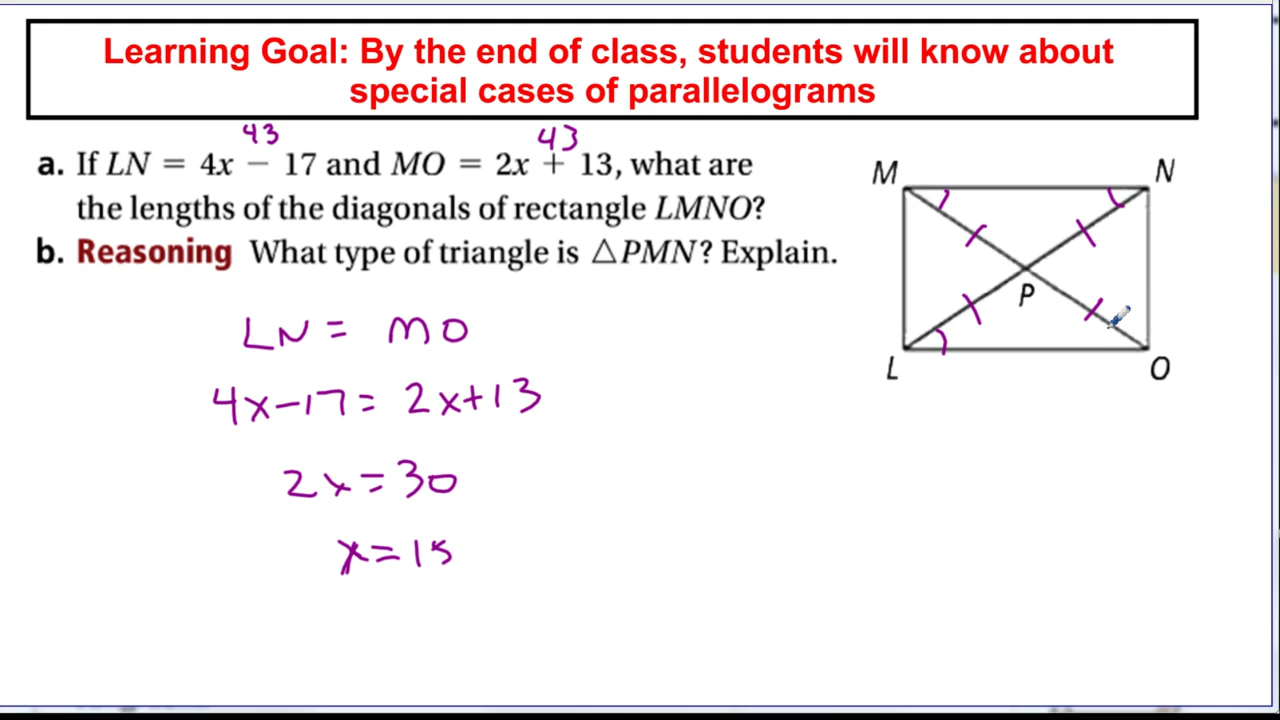 Learning Goal: By the end of class, students will know about
special cases of parallelograms
43 43
a. If LN = 4x − 17 and MO = 2x + 13, what are
the lengths of the diagonals of rectangle LMNO?
b. Reasoning What type of triangle is △PMN? Explain.
M N
P
L O
LN = MO
4x-17 = 2x+13
2x = 30
x = 15